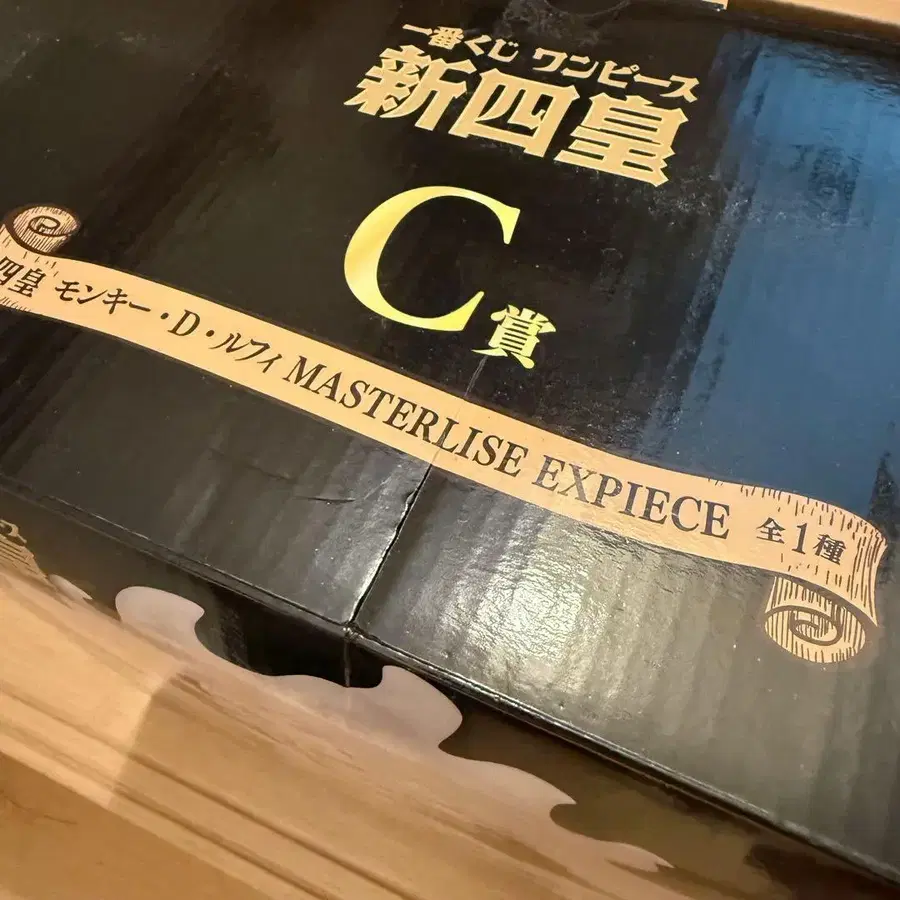 一番くじ ワンピース
新四皇
C賞
四皇 モンキー・D・ルフィ MASTERLISE EXPIECE 全1種